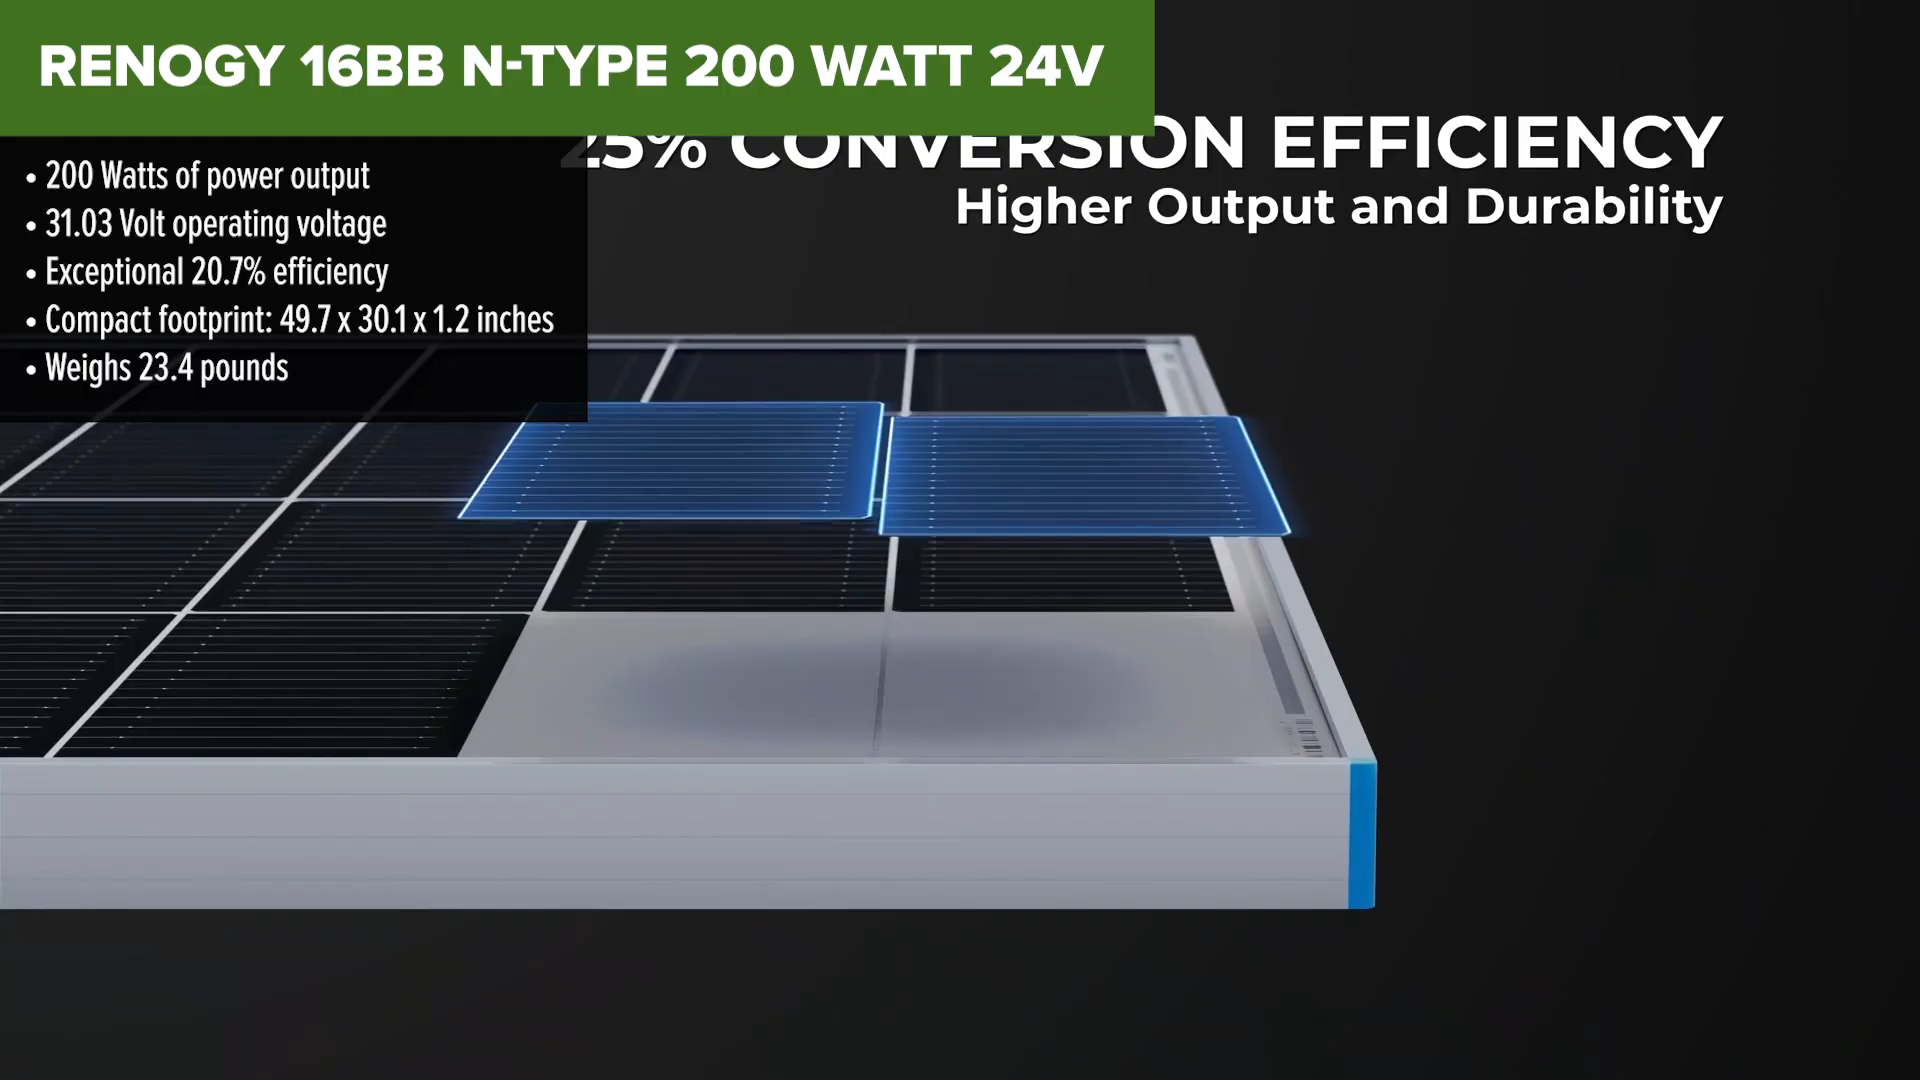 RENOGY 16BB N-TYPE 200 WATT 24V
25% CONVERSION EFFICIENCY
Higher Output and Durability
• 200 Watts of power output
• 31.03 Volt operating voltage
• Exceptional 20.7% efficiency
• Compact footprint: 49.7 x 30.1 x 1.2 inches
• Weighs 23.4 pounds